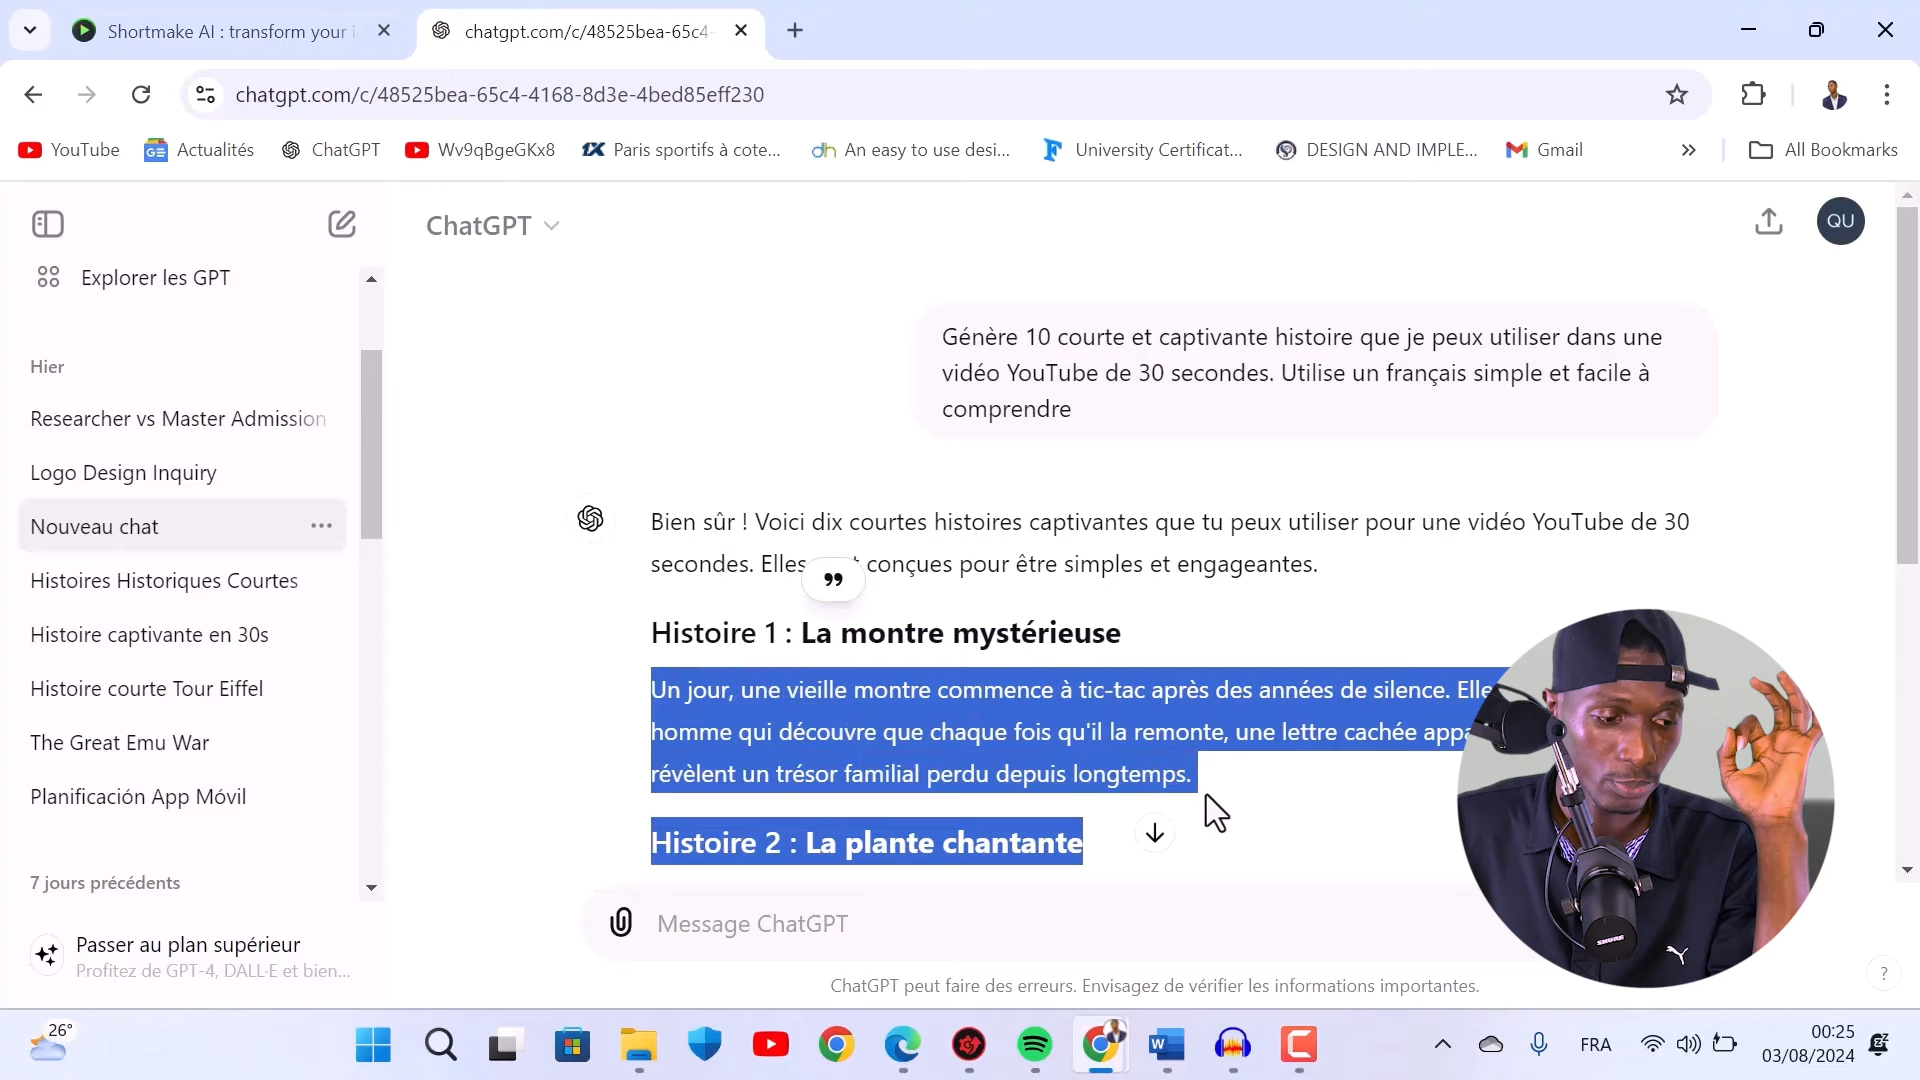 Shortmake AI : transform your i
chatgpt.com/c/48525bea-65c4-
chatgpt.com/c/48525bea-65c4-4168-8d3e-4bed85eff230
YouTube
Actualités
ChatGPT
Wv9qBgeGKx8
Paris sportifs à cote...
An easy to use desi...
University Certificat...
DESIGN AND IMPLE...
Gmail
All Bookmarks
ChatGPT
QU
Explorer les GPT
Hier
Researcher vs Master Admission
Logo Design Inquiry
Nouveau chat
Histoires Historiques Courtes
Histoire captivante en 30s
Histoire courte Tour Eiffel
The Great Emu War
Planificación App Móvil
7 jours précédents
Passer au plan supérieur
Profitez de GPT-4, DALL·E et bien...
Génère 10 courte et captivante histoire que je peux utiliser dans une
vidéo YouTube de 30 secondes. Utilise un français simple et facile à
comprendre
Bien sûr ! Voici dix courtes histoires captivantes que tu peux utiliser pour une vidéo YouTube de 30
secondes. Elles conçues pour être simples et engageantes.
Histoire 1 : La montre mystérieuse
Un jour, une vieille montre commence à tic-tac après des années de silence. Elle
homme qui découvre que chaque fois qu'il la remonte, une lettre cachée appa
révèlent un trésor familial perdu depuis longtemps.
Histoire 2 : La plante chantante
Message ChatGPT
ChatGPT peut faire des erreurs. Envisagez de vérifier les informations importantes.
SHURE
?
26°
FRA
00:25
03/08/2024